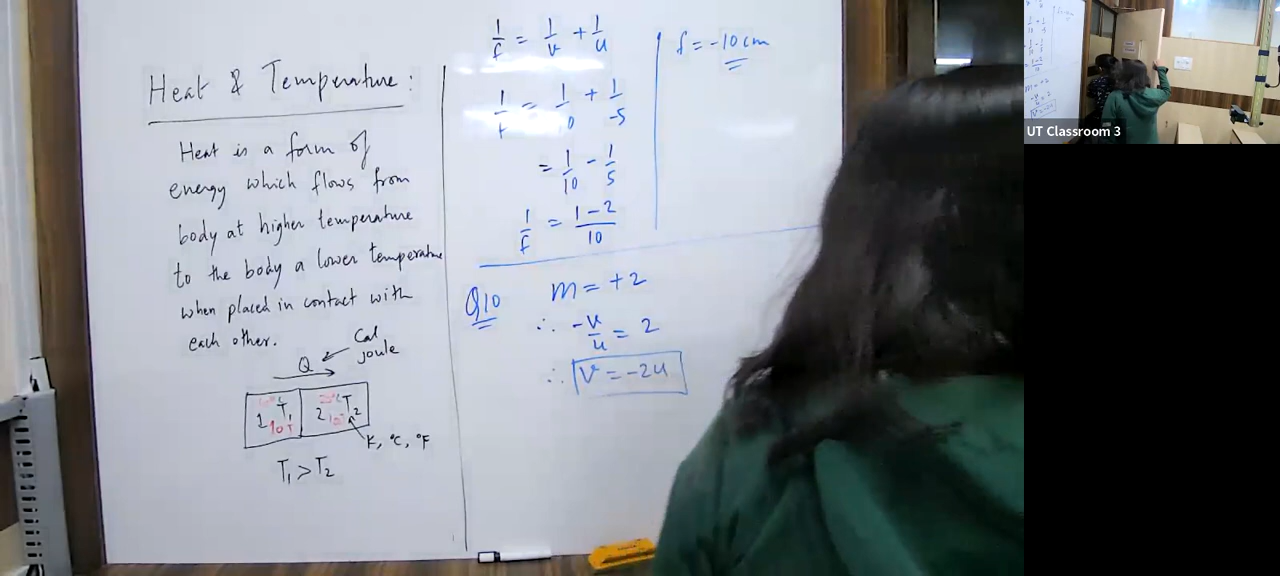 Heat & Temperature:
Heat is a form of
energy which flows from
body at higher temperature
to the body a lower temperature
when placed in contact with
each other.
Q
Cal
Joule
1 T₁
2 T₂
K, °C, °F
T₁ > T₂
1/f = 1/v + 1/u
1/f = 1/10 + 1/-5
= 1/10 - 1/5
1/f = (1-2)/10
f = -10 cm
Q10
m = +2
∴ -v/u = 2
∴ v = -2u
UT Classroom 3